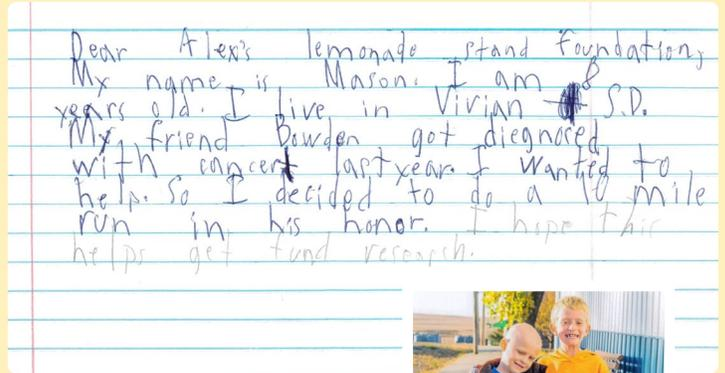 Dear Alex's lemonade stand foundation,
My name is Mason. I am 8
years old. I live in Vivian S.D.
My friend Bowden got diegnosed
with cancer last year. I wanted to
help. So I decided to do a 10 mile
run in his honor. I hope this
helps get fund research.